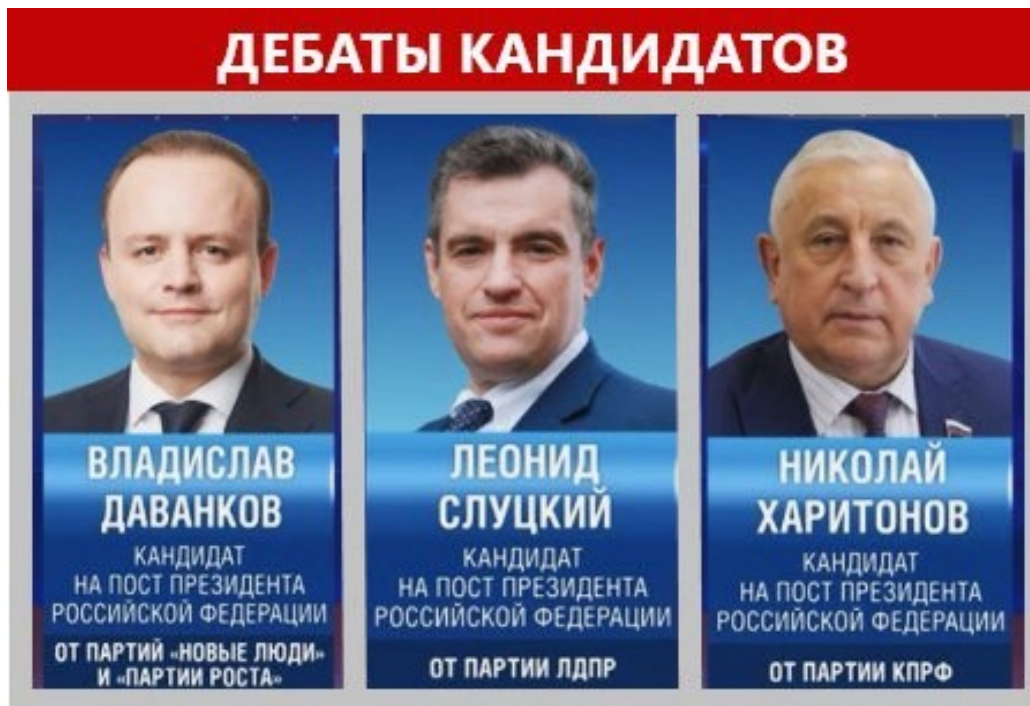 ДЕБАТЫ КАНДИДАТОВ
ВЛАДИСЛАВ
ДАВАНКОВ
КАНДИДАТ
НА ПОСТ ПРЕЗИДЕНТА
РОССИЙСКОЙ ФЕДЕРАЦИИ
ОТ ПАРТИЙ «НОВЫЕ ЛЮДИ»
И «ПАРТИИ РОСТА»
ЛЕОНИД
СЛУЦКИЙ
КАНДИДАТ
НА ПОСТ ПРЕЗИДЕНТА
РОССИЙСКОЙ ФЕДЕРАЦИИ
ОТ ПАРТИИ ЛДПР
НИКОЛАЙ
ХАРИТОНОВ
КАНДИДАТ
НА ПОСТ ПРЕЗИДЕНТА
РОССИЙСКОЙ ФЕДЕРАЦИИ
ОТ ПАРТИИ КПРФ